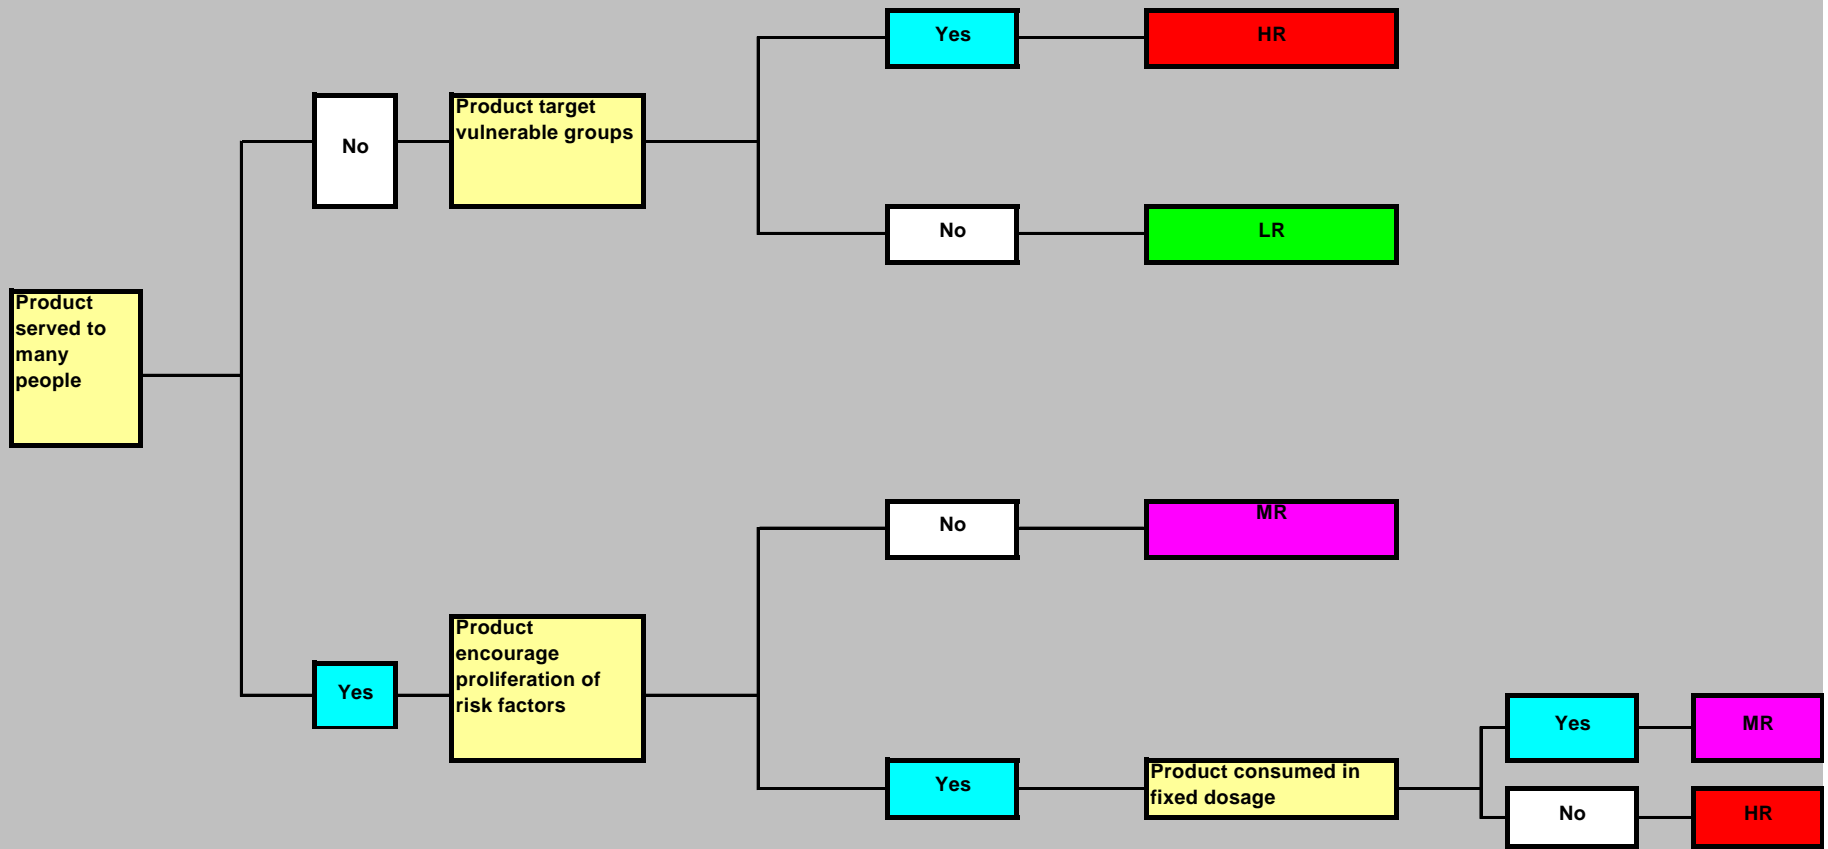 Yes
HR
No
Product target
vulnerable groups
No
LR
Product
served to
many
people
No
MR
Yes
Product
encourage
proliferation of
risk factors
Yes
Product consumed in
fixed dosage
Yes
MR
No
HR